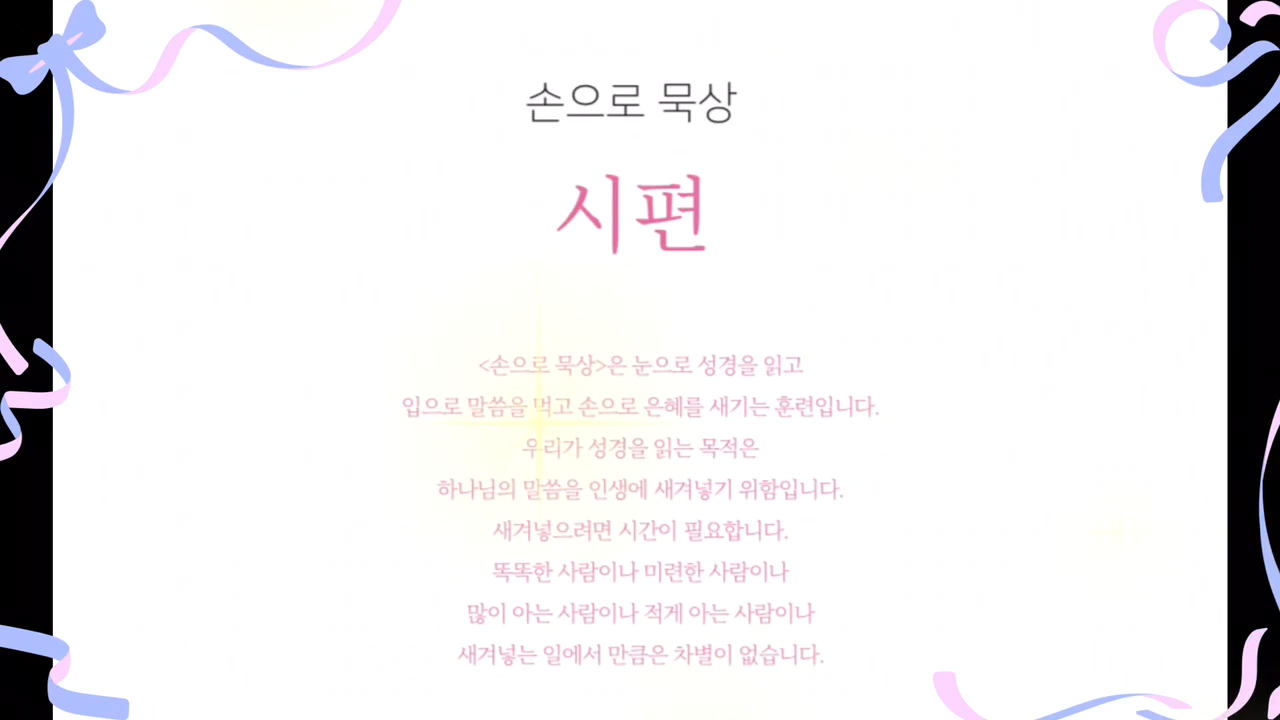 손으로 묵상
시편
<손으로 묵상>은 눈으로 성경을 읽고
입으로 말씀을 먹고 손으로 은혜를 새기는 훈련입니다.
우리가 성경을 읽는 목적은
하나님의 말씀을 인생에 새겨넣기 위함입니다.
새겨넣으려면 시간이 필요합니다.
똑똑한 사람이나 미련한 사람이나
많이 아는 사람이나 적게 아는 사람이나
새겨넣는 일에서 만큼은 차별이 없습니다.